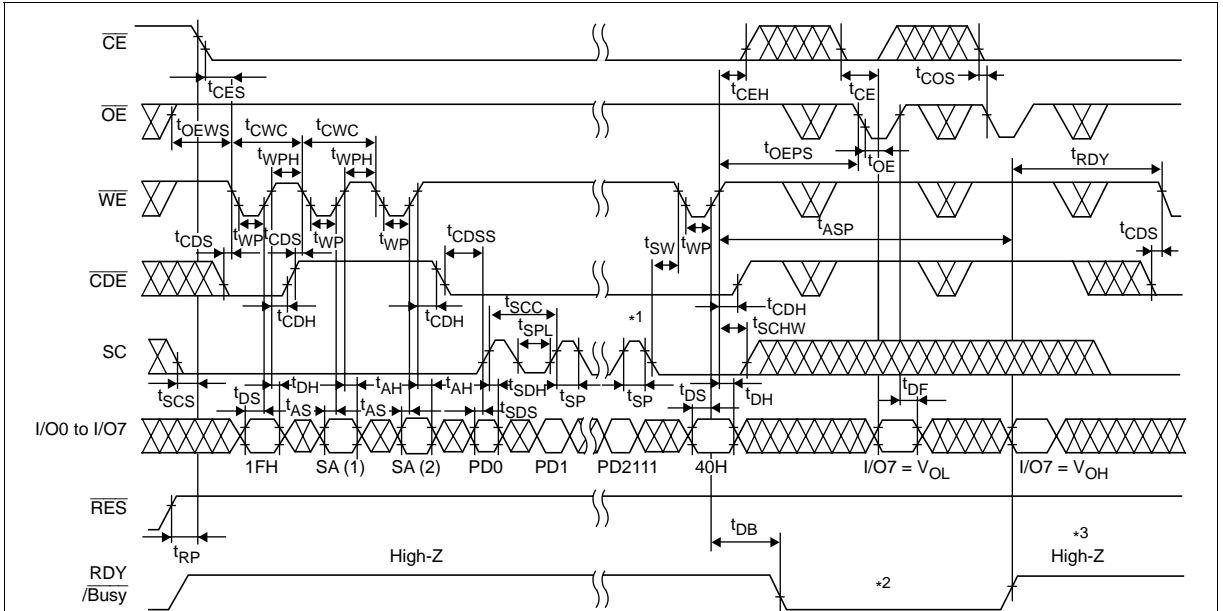 CE
tCES
tCEH
tCE
tCOS
OE
tOEWS
tCWC
tCWC
tWPH
tWPH
tOEPS
tOE
tRDY
WE
tCDS
tWP
tCDS
tWP
tWP
tCDSS
tSW
tWP
tASP
tCDS
CDE
tCDH
tCDH
tSCC
tSPL
*1
tCDH
tSCHW
SC
tSCS
tDS
tDH
tAS
tAH
tAS
tAH
tSDH
tSDS
tSP
tSP
tDS
tDH
tDF
I/O0 to I/O7
1FH
SA (1)
SA (2)
PD0
PD1
PD2111
40H
I/O7 = VOL
I/O7 = VOH
RES
tRP
tDB
RDY
/Busy
High-Z
*2
*3
High-Z